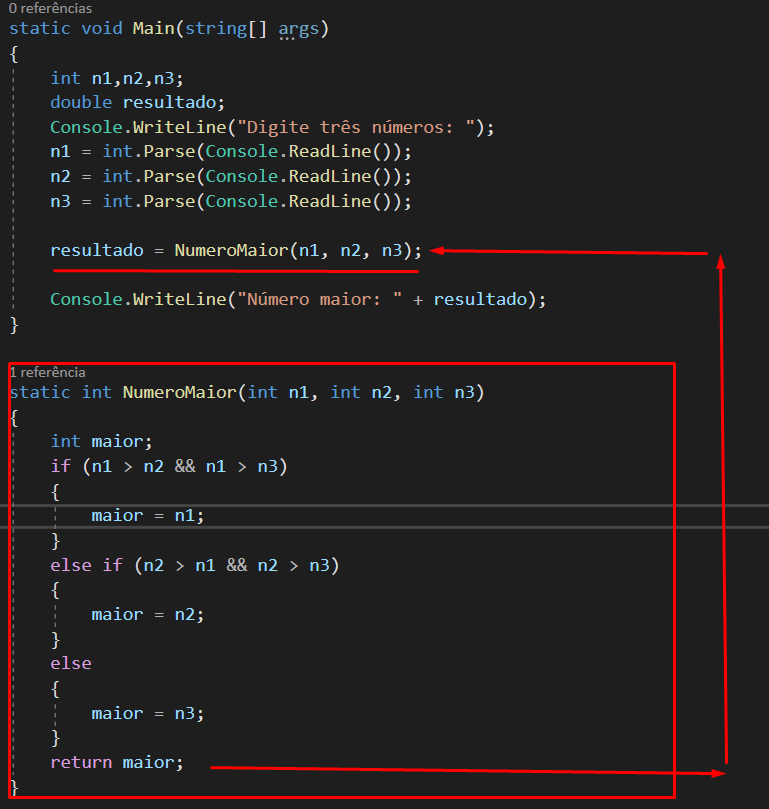 0 referências
static void Main(string[] args)
{
int n1,n2,n3;
double resultado;
Console.WriteLine("Digite três números: ");
n1 = int.Parse(Console.ReadLine());
n2 = int.Parse(Console.ReadLine());
n3 = int.Parse(Console.ReadLine());
resultado = NumeroMaior(n1, n2, n3);
Console.WriteLine("Número maior: " + resultado);
}
1 referência
static int NumeroMaior(int n1, int n2, int n3)
{
int maior;
if (n1 > n2 && n1 > n3)
{
maior = n1;
}
else if (n2 > n1 && n2 > n3)
{
maior = n2;
}
else
{
maior = n3;
}
return maior;
}